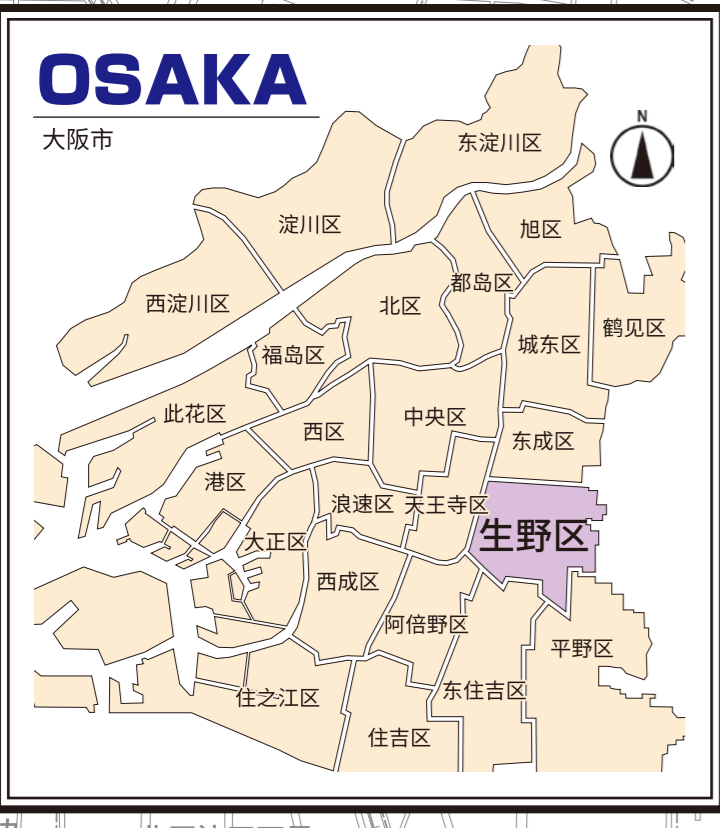 OSAKA
大阪市
N
东淀川区
淀川区
旭区
都岛区
西淀川区
北区
鹤见区
城东区
福岛区
此花区
中央区
西区
东成区
港区
浪速区
天王寺区
生野区
大正区
西成区
阿倍野区
平野区
东住吉区
住之江区
住吉区